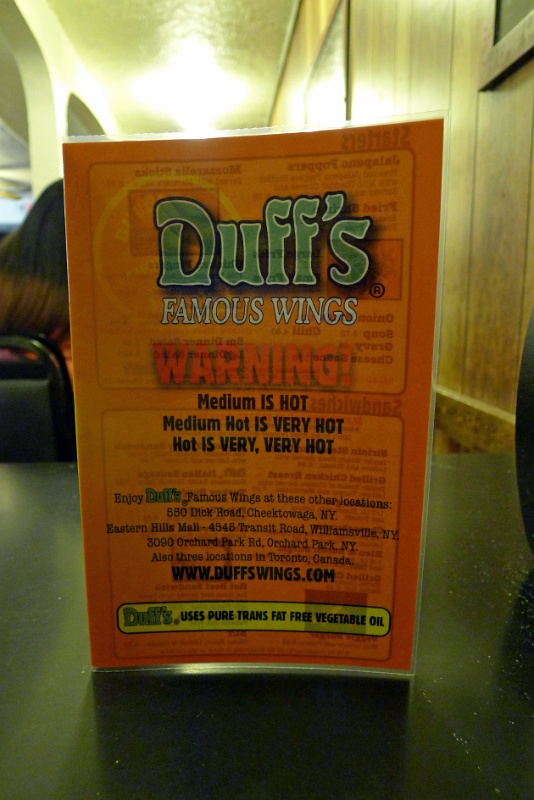 Duff's®
FAMOUS WINGS
WARNING!
Medium IS HOT
Medium Hot IS VERY HOT
Hot IS VERY, VERY HOT
Enjoy Duff's® Famous Wings at these other locations:
550 Dick Road, Cheektowaga, NY.
Eastern Hills Mall - 4545 Transit Road, Williamsville, NY.
3090 Orchard Park Rd, Orchard Park, NY.
Also three locations in Toronto, Canada.
WWW.DUFFSWINGS.COM
Duff's® USES PURE TRANS FAT FREE VEGETABLE OIL